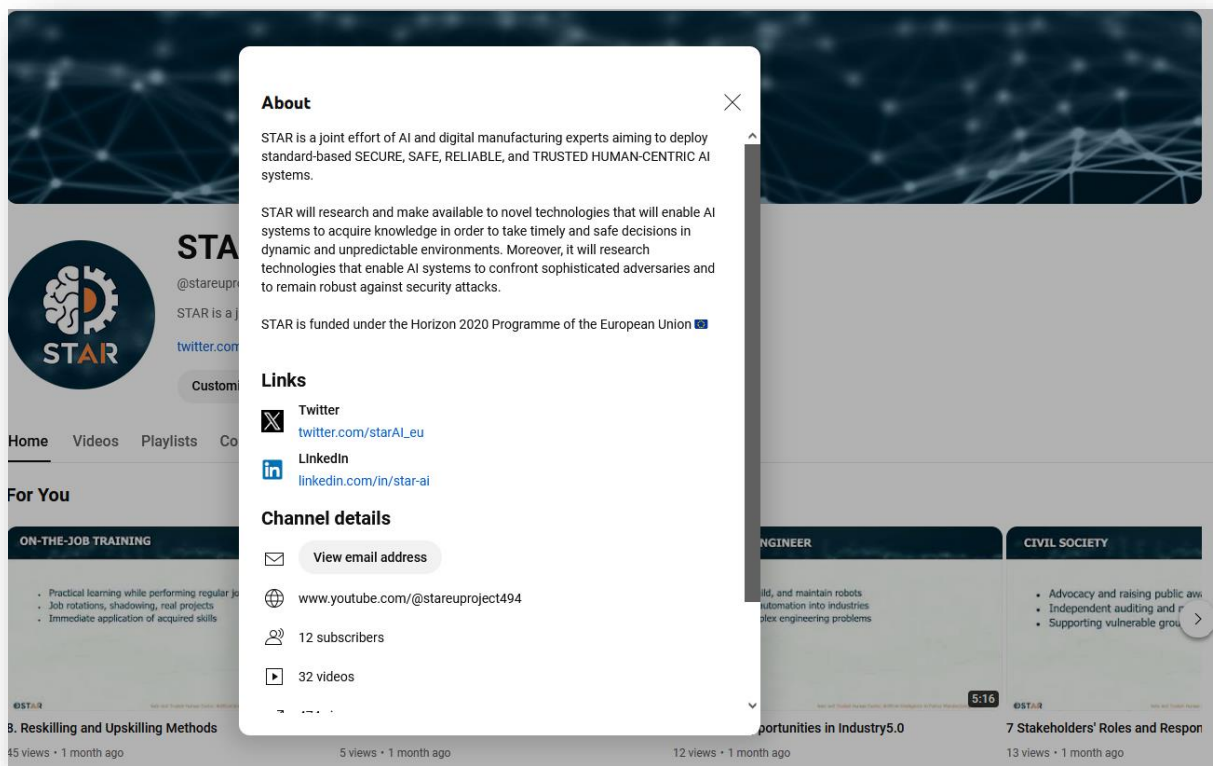 About
STAR is a joint effort of AI and digital manufacturing experts aiming to deploy
standard-based SECURE, SAFE, RELIABLE, and TRUSTED HUMAN-CENTRIC AI
systems.
STAR will research and make available to novel technologies that will enable AI
systems to acquire knowledge in order to take timely and safe decisions in
dynamic and unpredictable environments. Moreover, it will research
technologies that enable AI systems to confront sophisticated adversaries and
to remain robust against security attacks.
STAR is funded under the Horizon 2020 Programme of the European Union
Links
Twitter
twitter.com/starAI_eu
LInkedIn
linkedin.com/in/star-ai
Channel details
View email address
www.youtube.com/@stareuproject494
12 subscribers
32 videos
STA
@stareupr
STAR is a j
twitter.com
Customi
STAR
Home Videos Playlists Co
For You
ON-THE-JOB TRAINING
Practical learning while performing regular jo
Job rotations, shadowing, real projects
Immediate application of acquired skills
STAR
8. Reskilling and Upskilling Methods
45 views • 1 month ago
5 views • 1 month ago
NGINEER
ild, and maintain robots
automation into industries
plex engineering problems
5:16
portunities in Industry5.0
12 views • 1 month ago
CIVIL SOCIETY
Advocacy and raising public awa
Independent auditing and
Supporting vulnerable grou
STAR
7 Stakeholders' Roles and Respon
13 views • 1 month ago